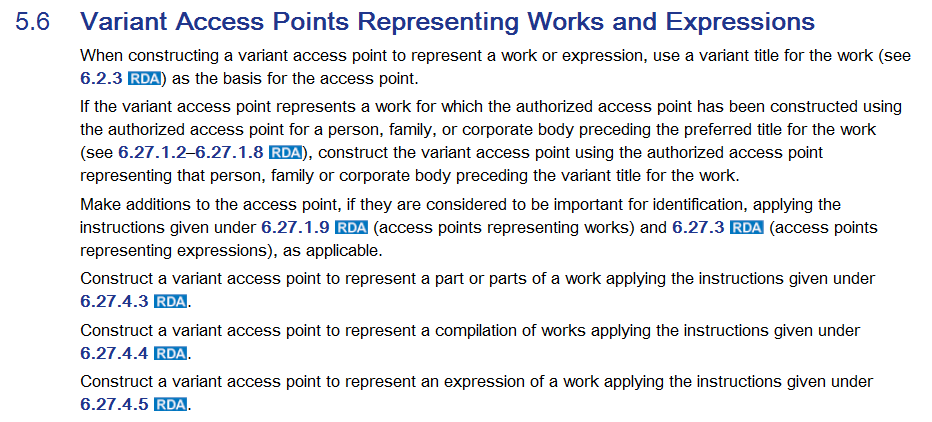 5.6 Variant Access Points Representing Works and Expressions
When constructing a variant access point to represent a work or expression, use a variant title for the work (see
6.2.3 RDA) as the basis for the access point.
If the variant access point represents a work for which the authorized access point has been constructed using
the authorized access point for a person, family, or corporate body preceding the preferred title for the work
(see 6.27.1.2–6.27.1.8 RDA), construct the variant access point using the authorized access point
representing that person, family or corporate body preceding the variant title for the work.
Make additions to the access point, if they are considered to be important for identification, applying the
instructions given under 6.27.1.9 RDA (access points representing works) and 6.27.3 RDA (access points
representing expressions), as applicable.
Construct a variant access point to represent a part or parts of a work applying the instructions given under
6.27.4.3 RDA.
Construct a variant access point to represent a compilation of works applying the instructions given under
6.27.4.4 RDA.
Construct a variant access point to represent an expression of a work applying the instructions given under
6.27.4.5 RDA.